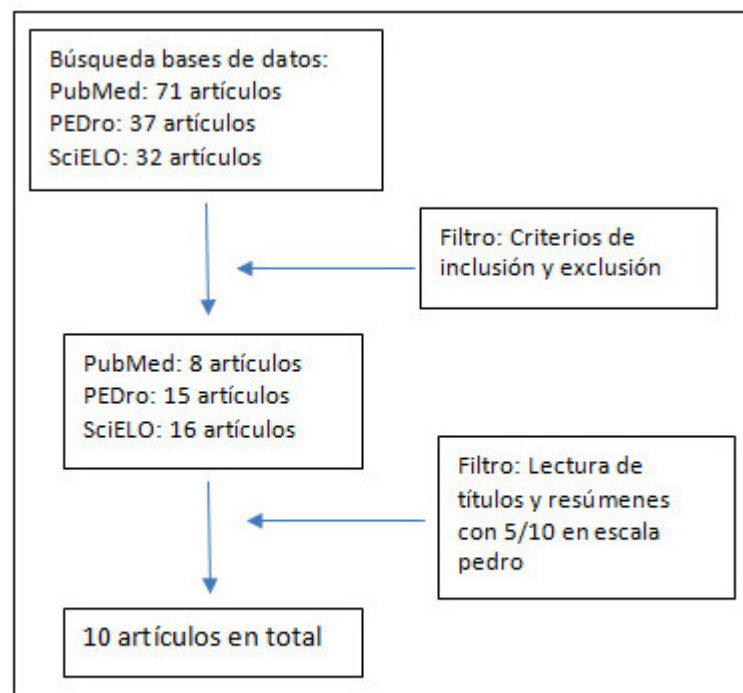 Búsqueda bases de datos:
PubMed: 71 artículos
PEDro: 37 artículos
SciELO: 32 artículos
Filtro: Criterios de
inclusión y exclusión
PubMed: 8 artículos
PEDro: 15 artículos
SciELO: 16 artículos
Filtro: Lectura de
títulos y resúmenes
con 5/10 en escala
pedro
10 artículos en total